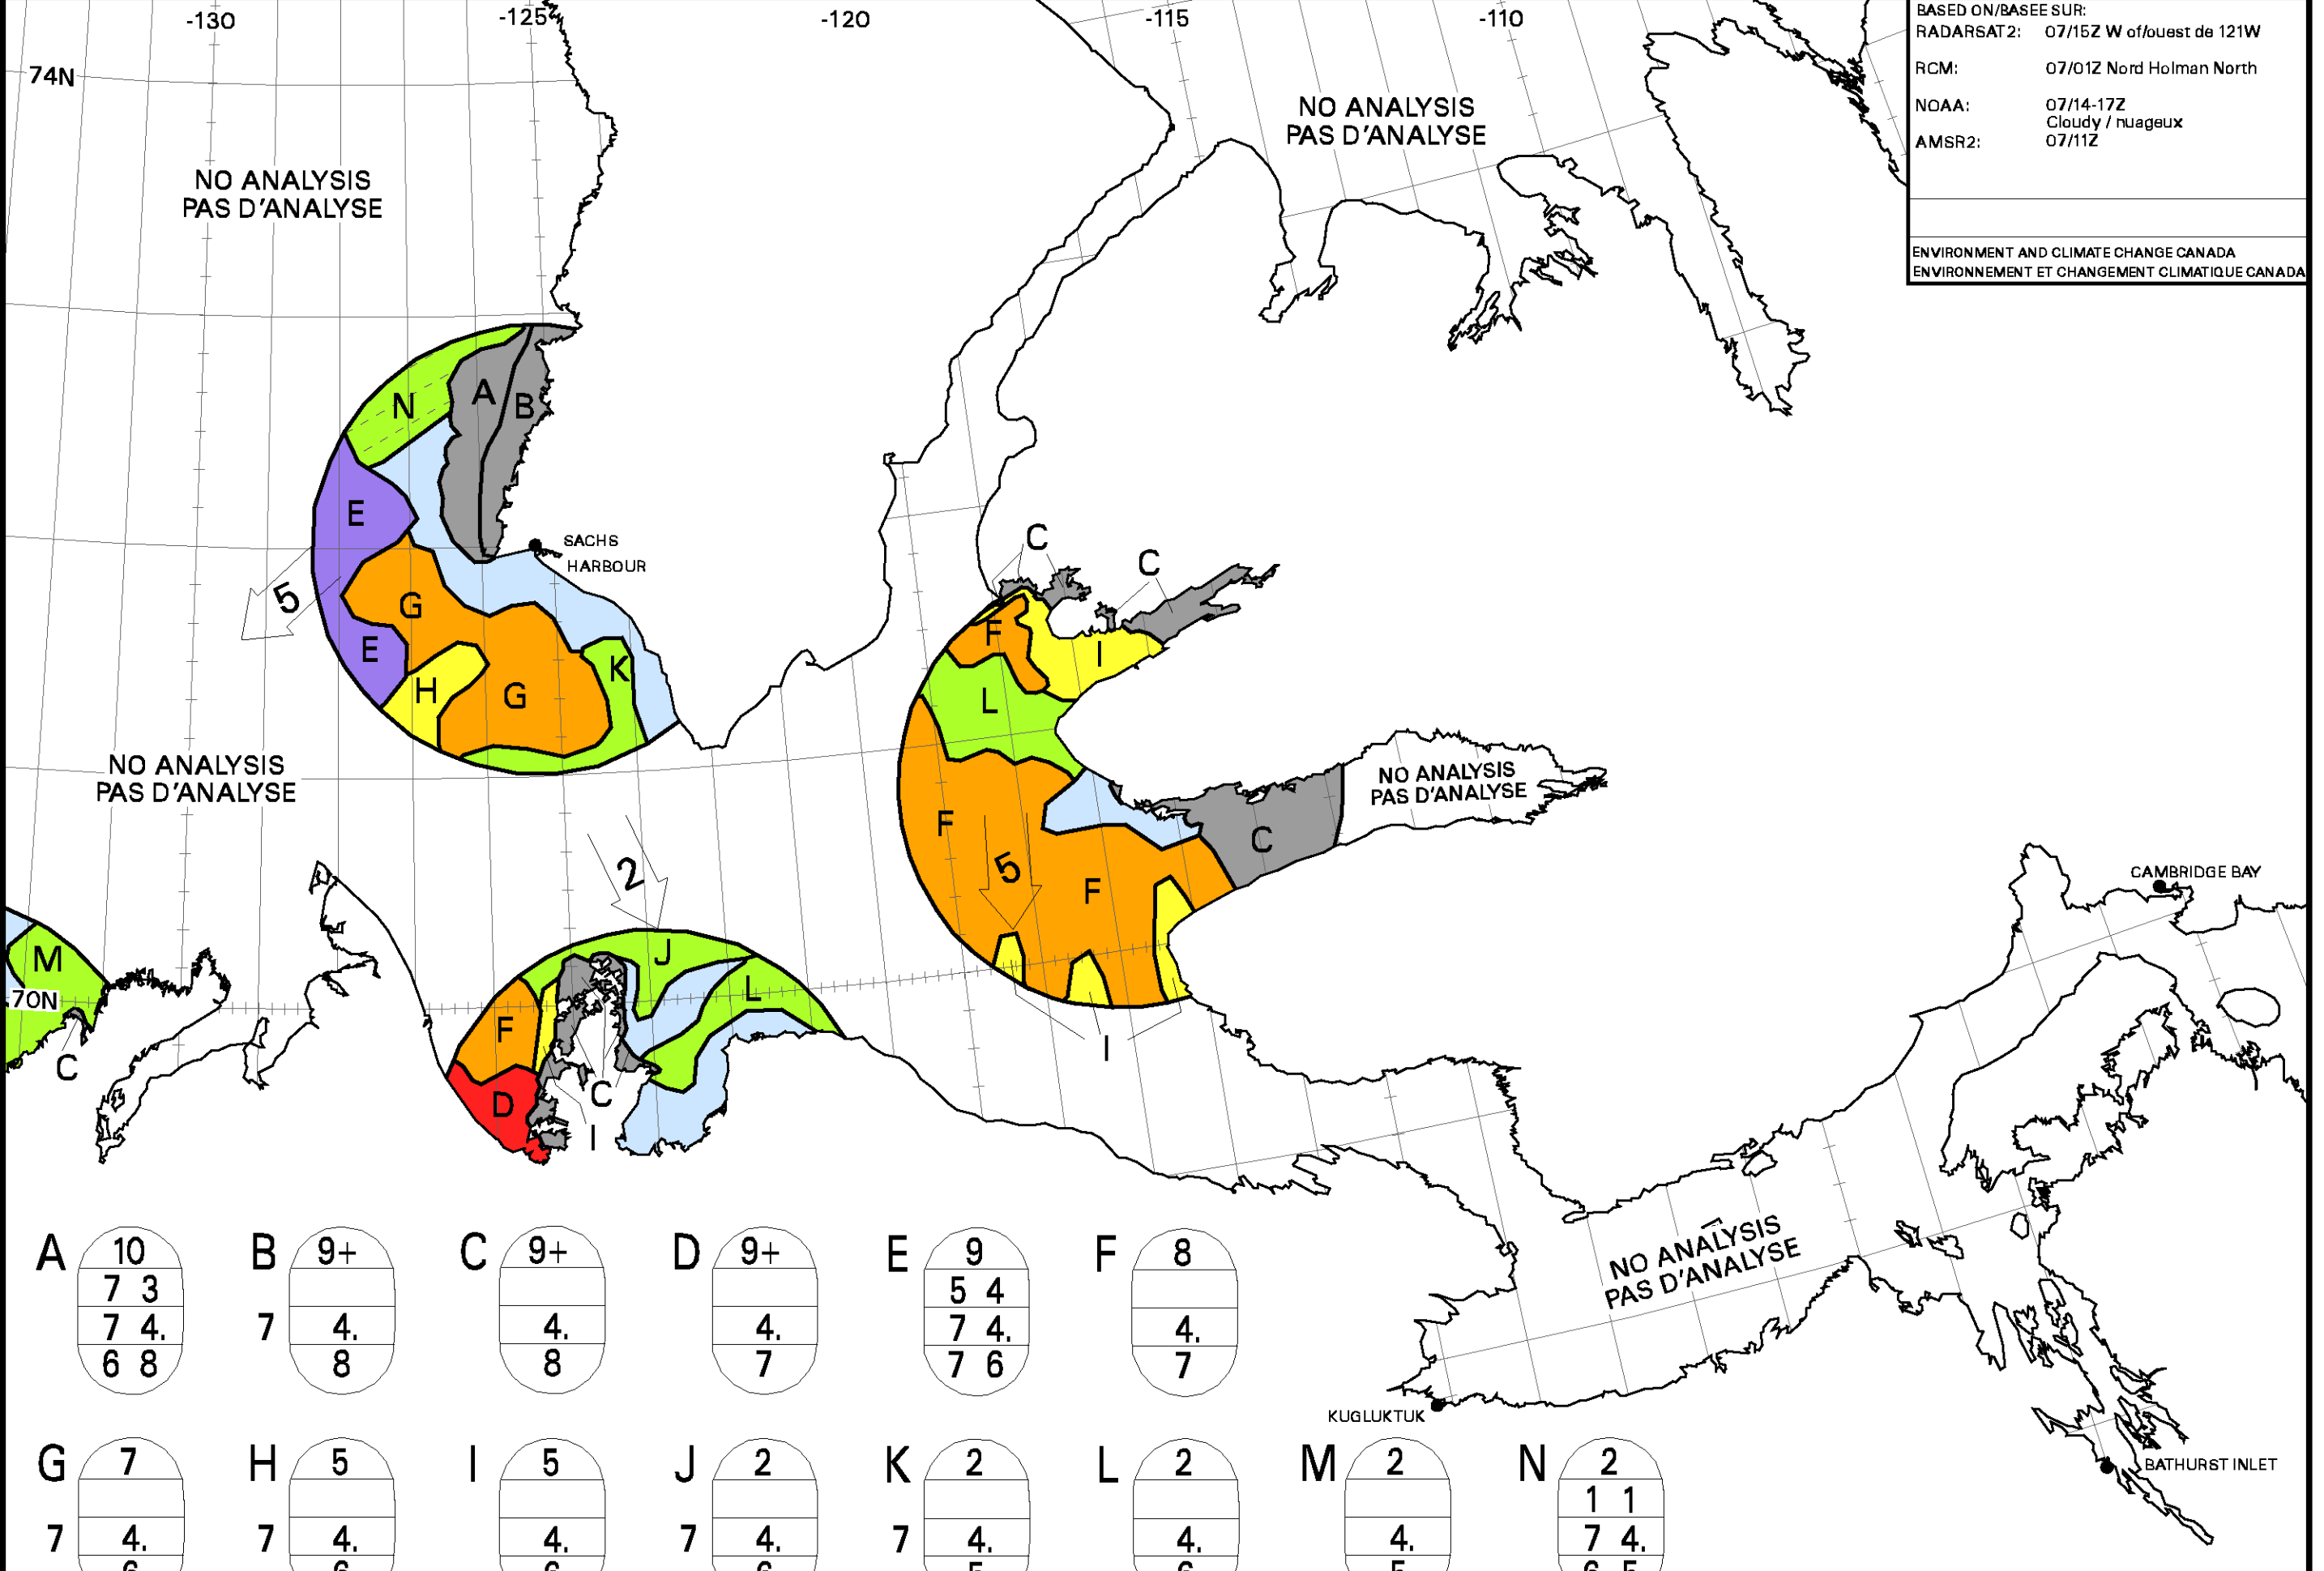 -130
-125
-120
-115
-110
BASED ON/BASEE SUR:
RADARSAT2: 07/15Z W of/ouest de 121W
RCM: 07/01Z Nord Holman North
NOAA: 07/14-17Z
Cloudy / nuageux
AMSR2: 07/11Z
ENVIRONMENT AND CLIMATE CHANGE CANADA
ENVIRONNEMENT ET CHANGEMENT CLIMATIQUE CANADA
74N
NO ANALYSIS
PAS D'ANALYSE
NO ANALYSIS
PAS D'ANALYSE
N
A
B
E
SACHS
HARBOUR
5
G
E
H
G
K
C
C
F
I
L
NO ANALYSIS
PAS D'ANALYSE
NO ANALYSIS
PAS D'ANALYSE
F
C
5
F
2
CAMBRIDGE BAY
M
J
70N
L
F
I
C
C
D
I
NO ANALYSIS
PAS D'ANALYSE
KUGLUKTUK
BATHURST INLET
A 10
7 3
7 4.
6 8
B 9+
7 4.
8
C 9+
4.
8
D 9+
4.
7
E 9
5 4
7 4.
7 6
F 8
4.
7
G 7
7 4.
H 5
7 4.
I 5
4.
J 2
7 4.
K 2
7 4.
L 2
4.
M 2
4.
N 2
1 1
7 4.